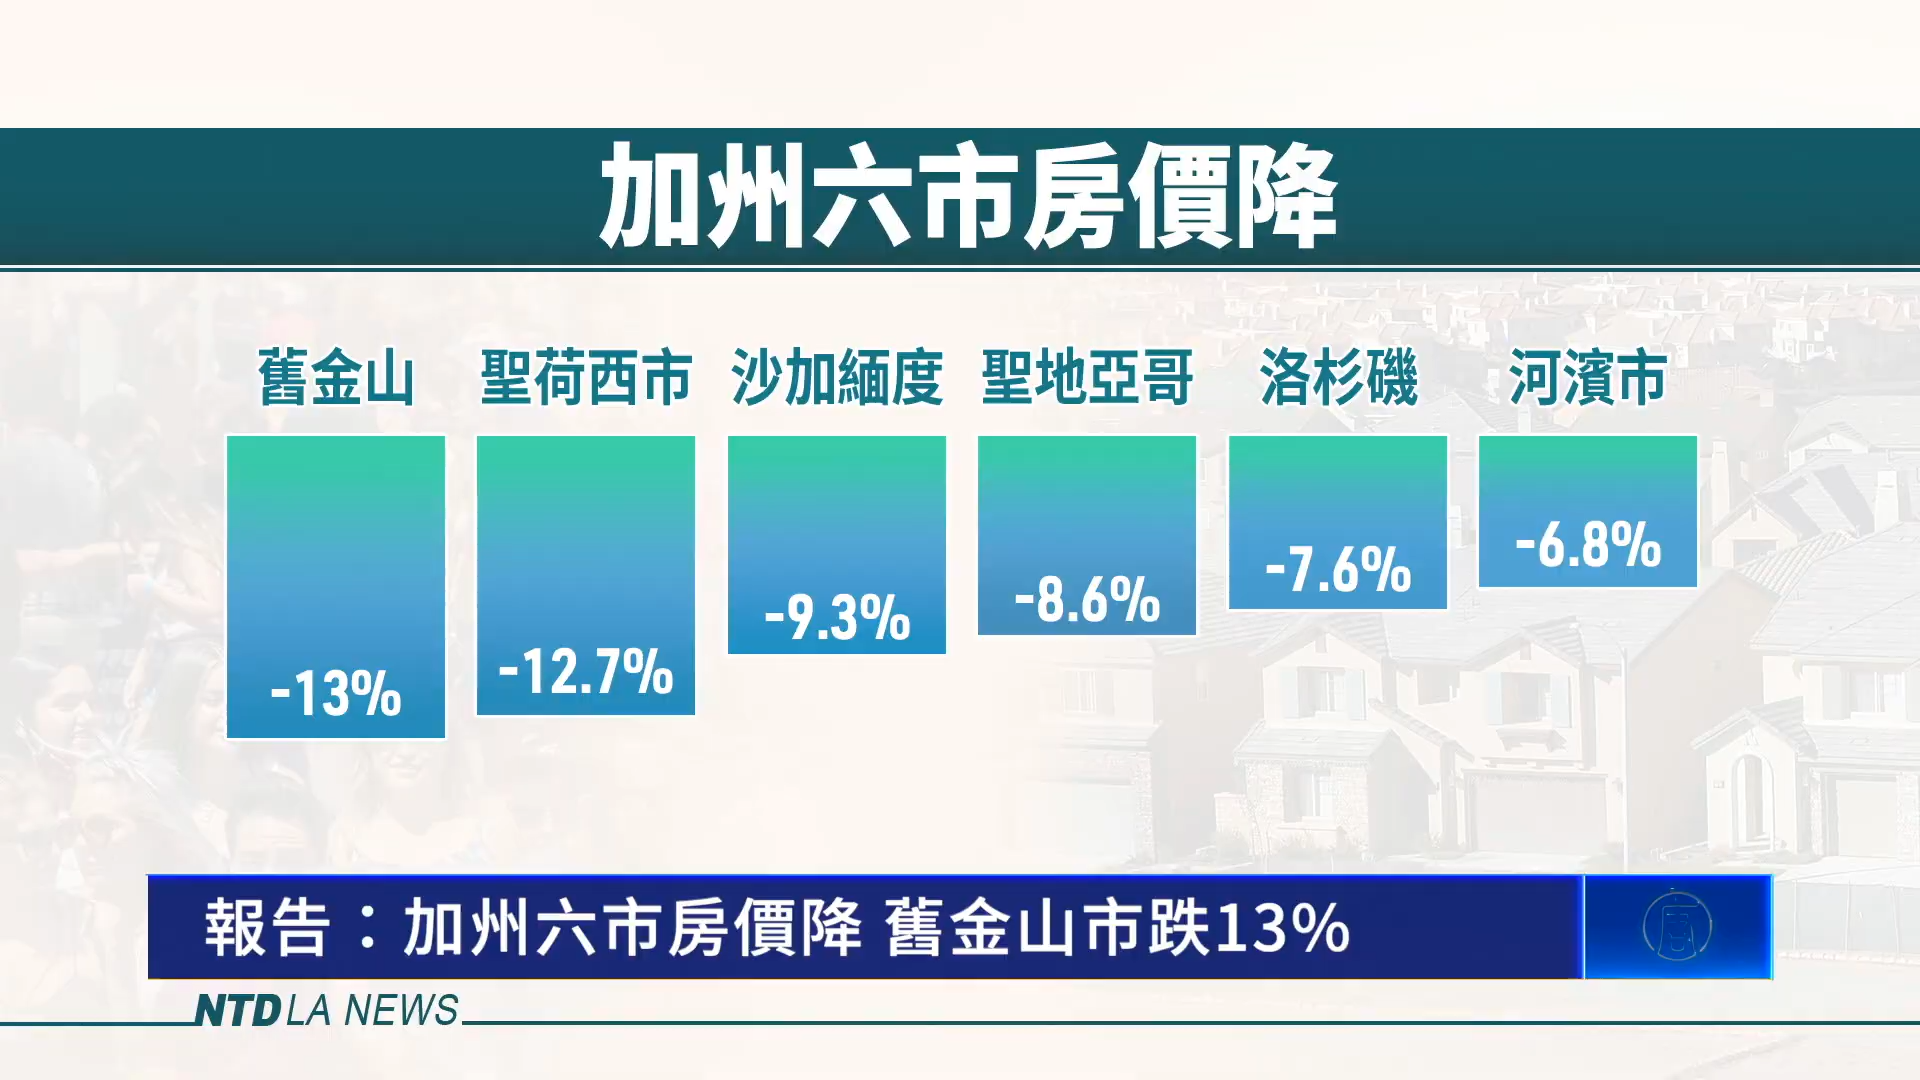 加州六市房價降
舊金山 聖荷西市 沙加緬度 聖地亞哥 洛杉磯 河濱市
-13% -12.7% -9.3% -8.6% -7.6% -6.8%
報告：加州六市房價降 舊金山市跌13%
NTD LA NEWS